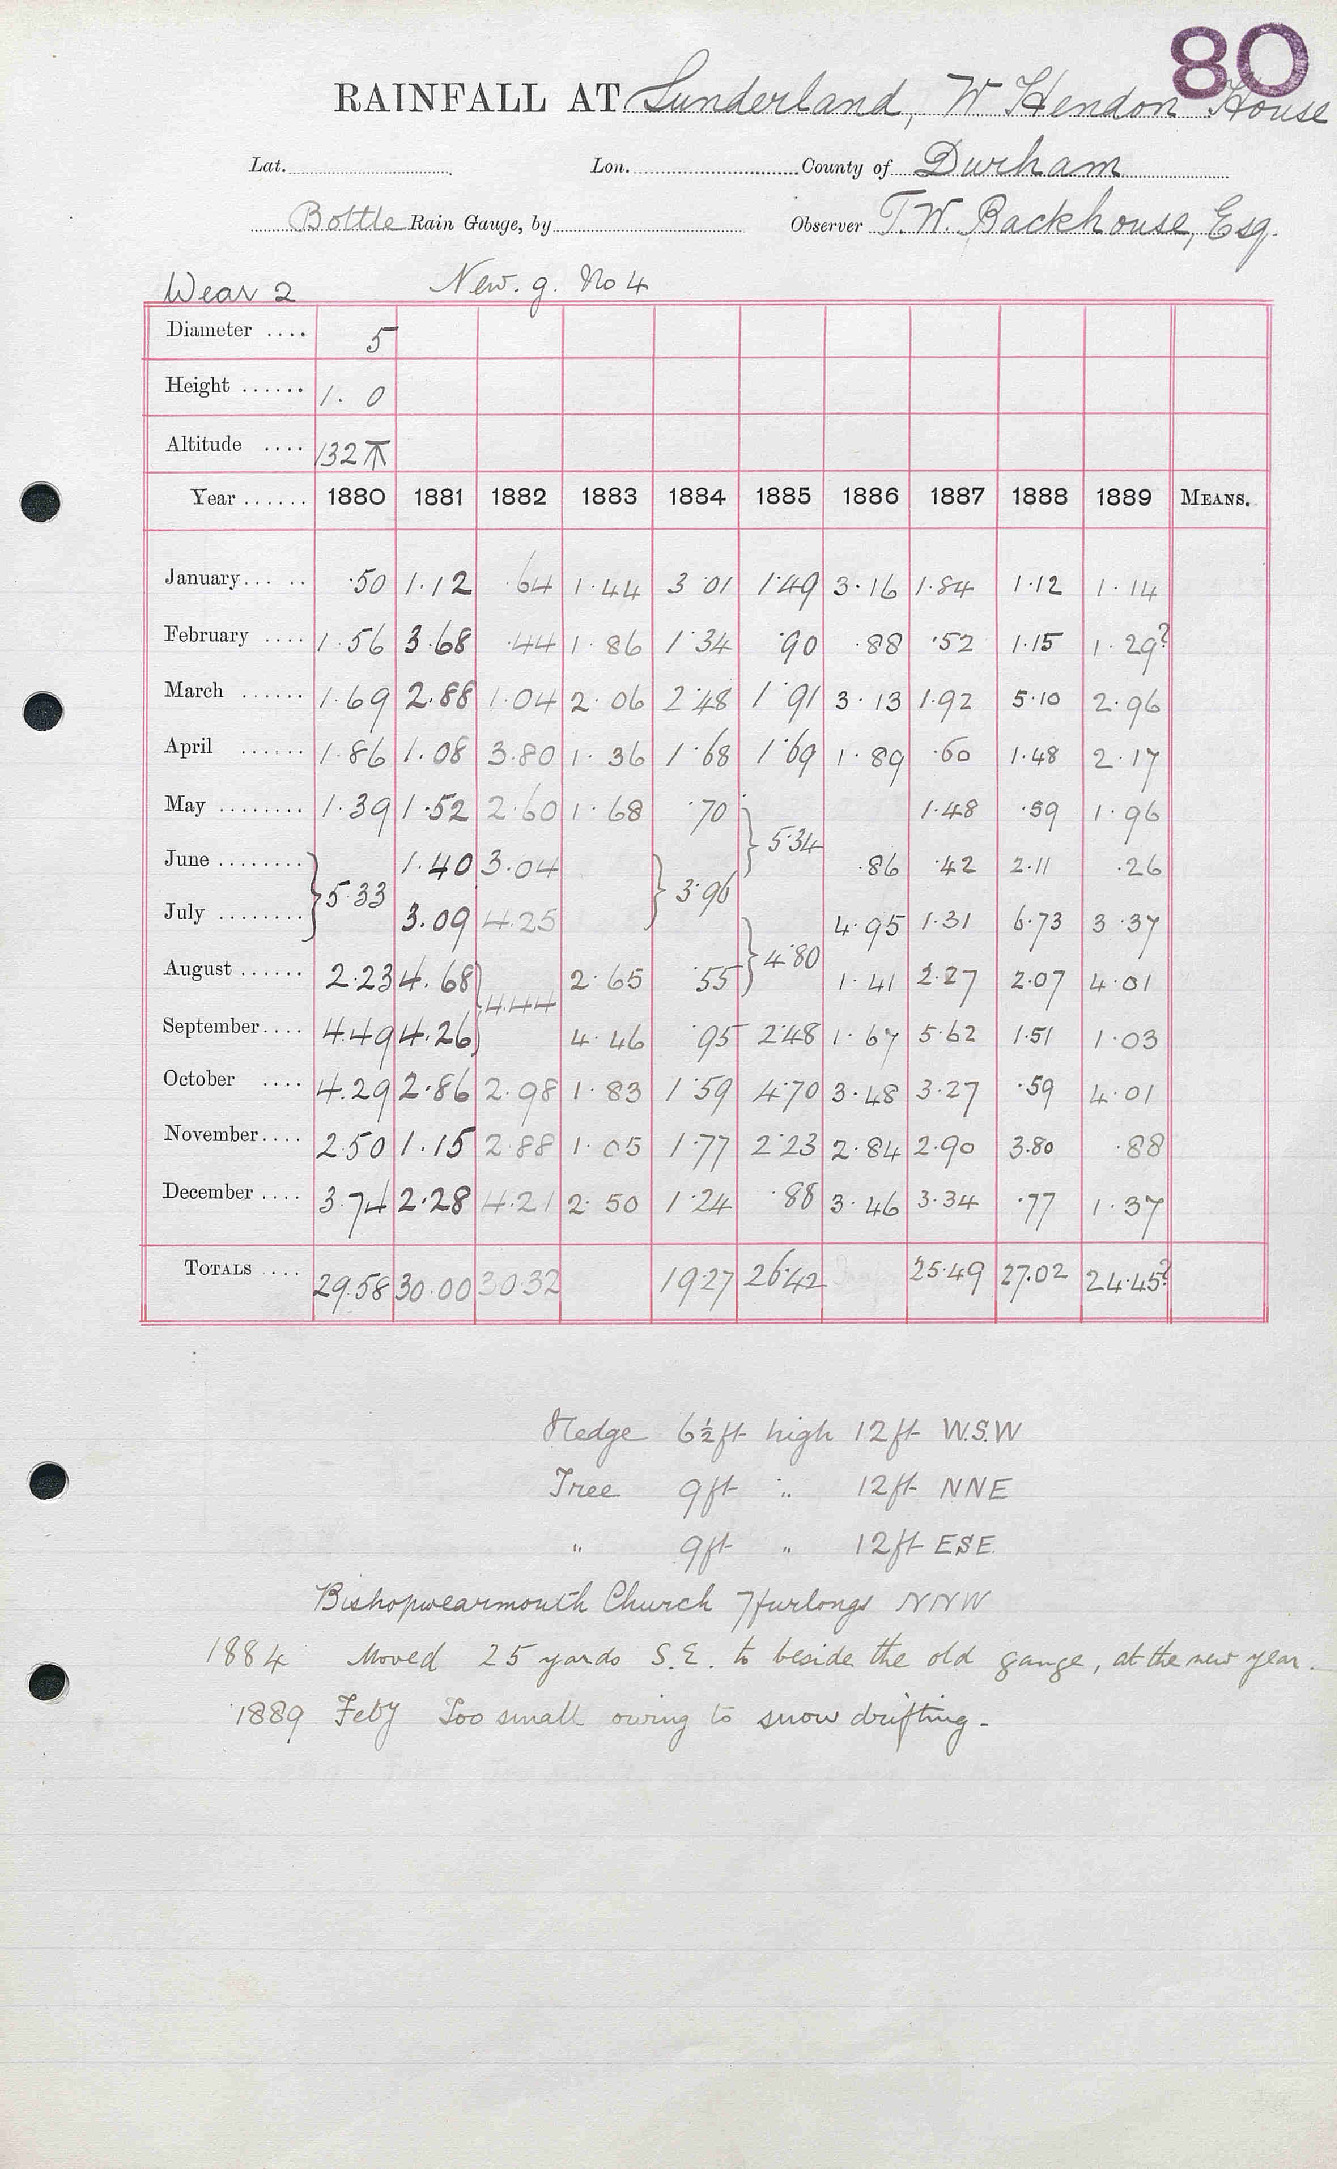 80
RAINFALL AT Sunderland, W. Hendon House
Lat. Lon. County of Durham
Bottle Rain Gauge, by Observer T.W. Backhouse, Esq.
Wear 2 New. g. No 4
Diameter .... 5
Height ...... 1. 0
Altitude .... 132
Year ...... 1880 1881 1882 1883 1884 1885 1886 1887 1888 1889 MEANS.
January... .. .50 1.12 .64 1.44 3.01 1.49 3.16 1.84 1.12 1.14
February .... 1.56 3.68 .44 1.86 1.34 .90 .88 .52 1.15 1.29?
March ...... 1.69 2.88 1.04 2.06 2.48 1.91 3.13 1.92 5.10 2.96
April ...... 1.86 1.08 3.80 1.36 1.68 1.69 1.89 .60 1.48 2.17
May ........ 1.39 1.52 2.60 1.68 .70 1.48 .59 1.96
5.34
June ........ 1.40 3.04 .86 .42 2.11 .26
5.33 3.96
July ........ 3.09 4.25 4.95 1.31 6.73 3.37
4.80
August ...... 2.23 4.68 2.65 .55 1.41 2.27 2.07 4.01
4.44
September.... 4.49 4.26 4.46 .95 2.48 1.67 5.62 1.51 1.03
October .... 4.29 2.86 2.98 1.83 1.59 4.70 3.48 3.27 .59 4.01
November.... 2.50 1.15 2.88 1.05 1.77 2.23 2.84 2.90 3.80 .88
December .... 3.74 2.28 4.21 2.50 1.24 .88 3.46 3.34 .77 1.37
TOTALS .... 29.58 30.00 30.32 19.27 26.42 25.49 27.02 24.45?
Hedge 6½ft high 12ft W.S.W
Tree 9ft " 12ft NNE
" 9ft " 12ft ESE
Bishopwearmouth Church 7furlongs NNW
1884 Moved 25 yards S.E. to beside the old gauge, at the new year.
1889 Feby Too small owing to snow drifting.